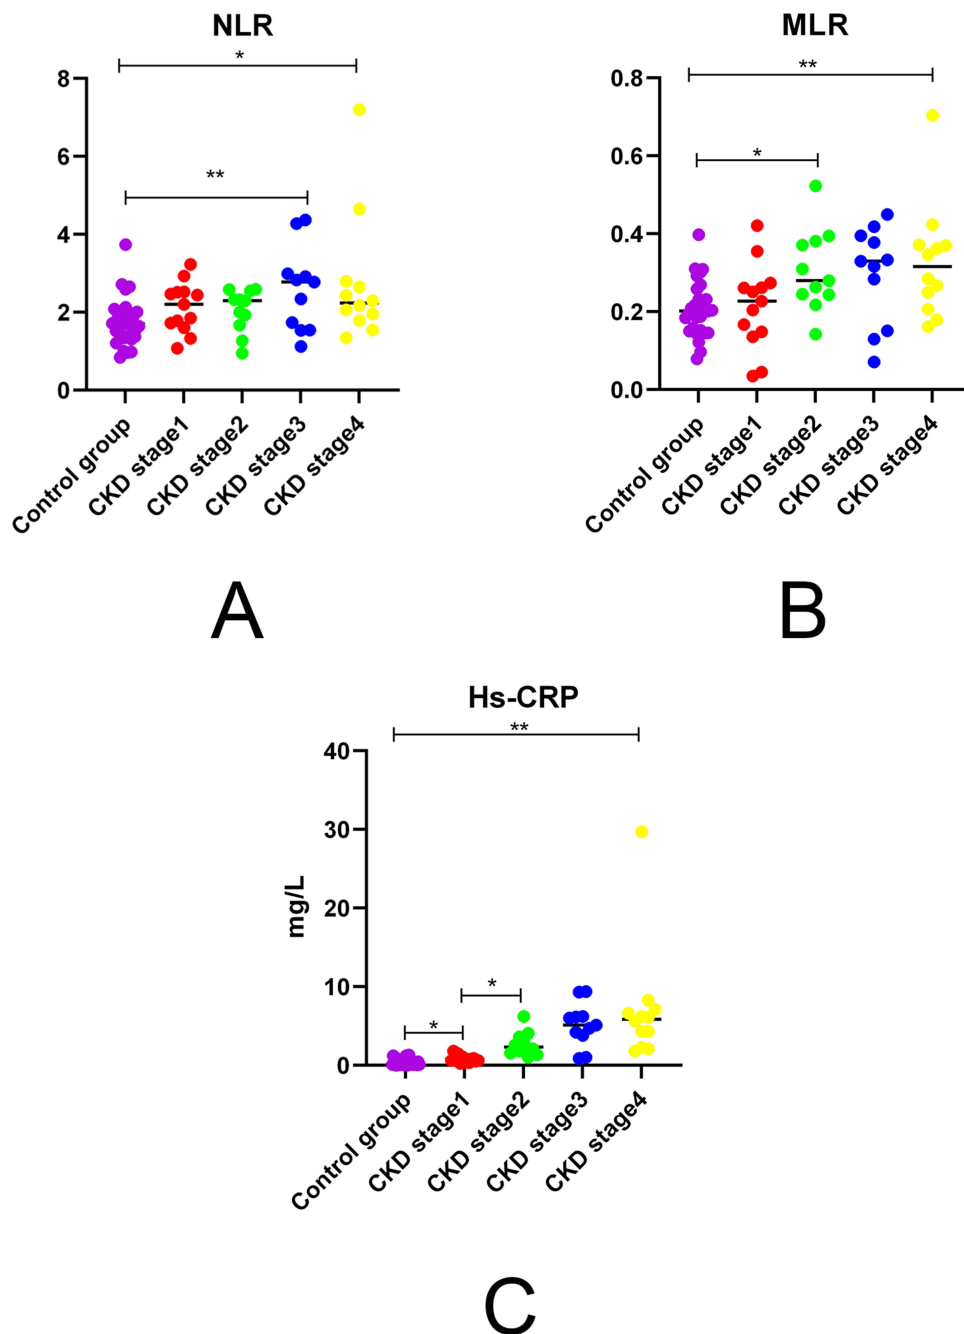 NLR
*
8
**
6
4
2
0
Control group
CKD stage1
CKD stage2
CKD stage3
CKD stage4
A
MLR
**
0.8
*
0.6
0.4
0.2
0.0
Control group
CKD stage1
CKD stage2
CKD stage3
CKD stage4
B
Hs-CRP
**
40
30
20
10
0
mg/L
*
*
Control group
CKD stage1
CKD stage2
CKD stage3
CKD stage4
C